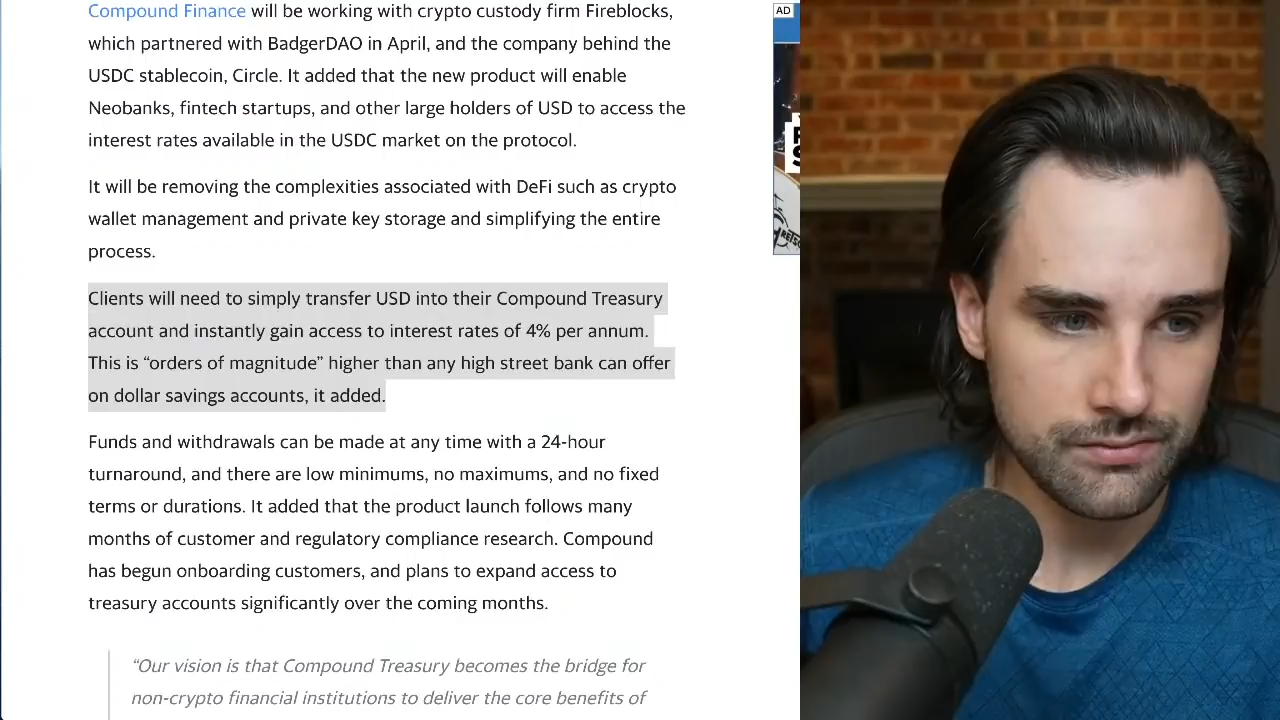 Compound Finance will be working with crypto custody firm Fireblocks,
which partnered with BadgerDAO in April, and the company behind the
USDC stablecoin, Circle. It added that the new product will enable
Neobanks, fintech startups, and other large holders of USD to access the
interest rates available in the USDC market on the protocol.
It will be removing the complexities associated with DeFi such as crypto
wallet management and private key storage and simplifying the entire
process.
Clients will need to simply transfer USD into their Compound Treasury
account and instantly gain access to interest rates of 4% per annum.
This is “orders of magnitude” higher than any high street bank can offer
on dollar savings accounts, it added.
Funds and withdrawals can be made at any time with a 24-hour
turnaround, and there are low minimums, no maximums, and no fixed
terms or durations. It added that the product launch follows many
months of customer and regulatory compliance research. Compound
has begun onboarding customers, and plans to expand access to
treasury accounts significantly over the coming months.
“Our vision is that Compound Treasury becomes the bridge for
non-crypto financial institutions to deliver the core benefits of
AD